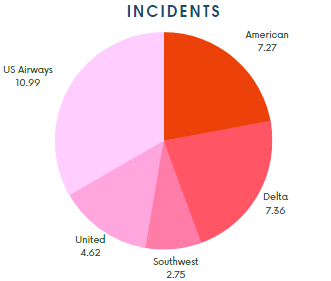 INCIDENTS
American
7.27
US Airways
10.99
Delta
7.36
United
4.62
Southwest
2.75